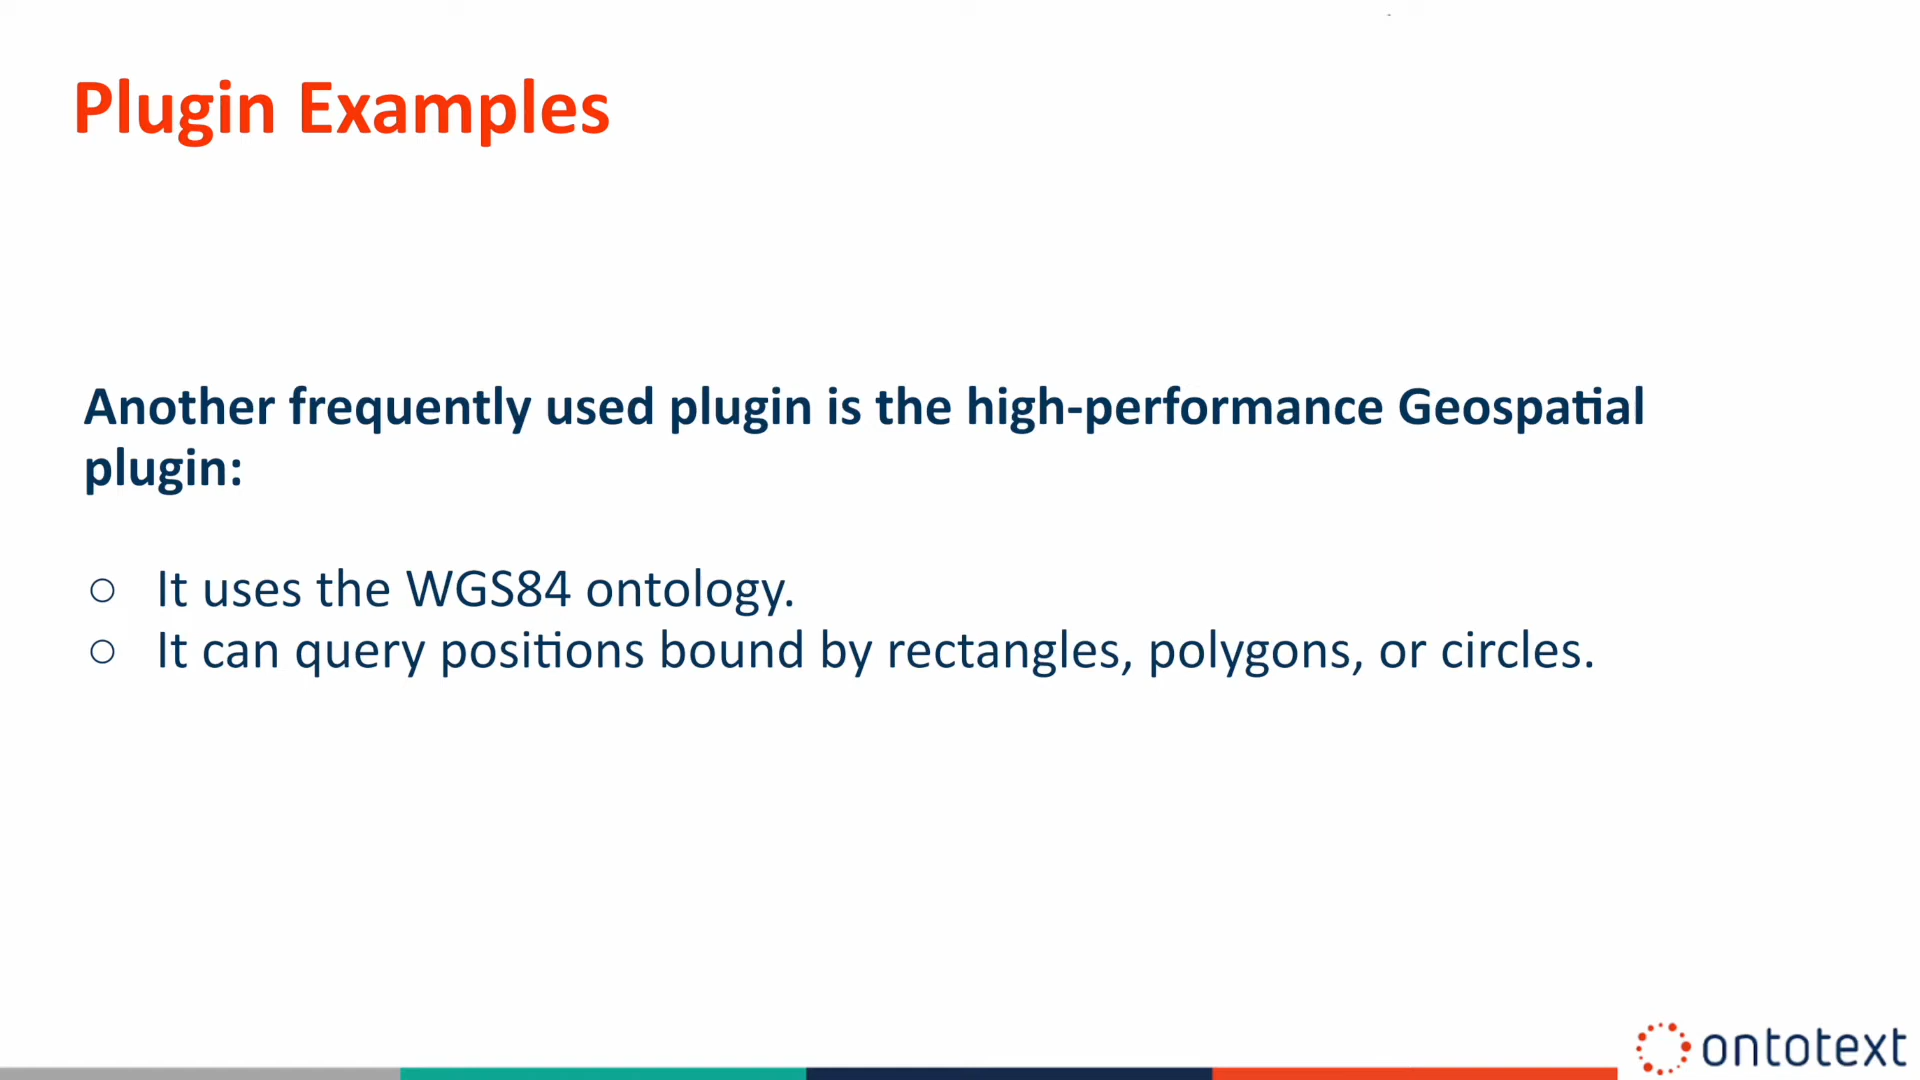 Plugin Examples
Another frequently used plugin is the high-performance Geospatial
plugin:
○ It uses the WGS84 ontology.
○ It can query positions bound by rectangles, polygons, or circles.
ontotext